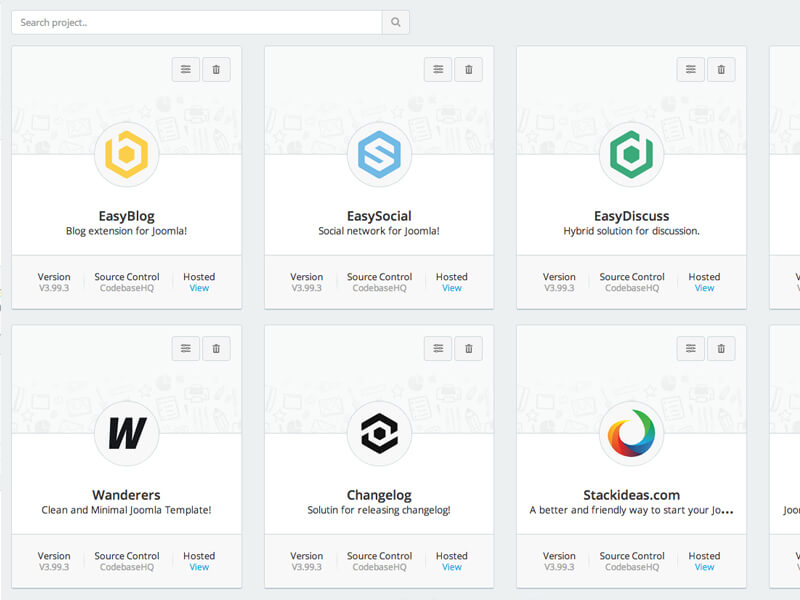 Search project..
EasyBlog
Blog extension for Joomla!
Version
V3.99.3
Source Control
CodebaseHQ
Hosted
View
EasySocial
Social network for Joomla!
Version
V3.99.3
Source Control
CodebaseHQ
Hosted
View
EasyDiscuss
Hybrid solution for discussion.
Version
V3.99.3
Source Control
CodebaseHQ
Hosted
View
Wanderers
Clean and Minimal Joomla Template!
Version
V3.99.3
Source Control
CodebaseHQ
Hosted
View
Changelog
Solutin for releasing changelog!
Version
V3.99.3
Source Control
CodebaseHQ
Hosted
View
Stackideas.com
A better and friendly way to start your Jo...
Version
V3.99.3
Source Control
CodebaseHQ
Hosted
View